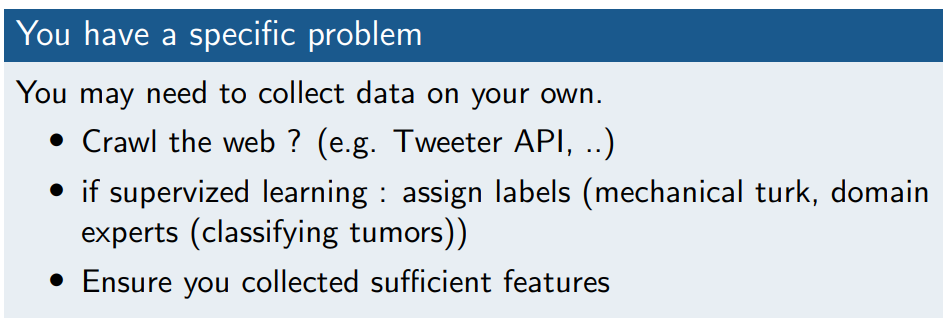 You have a specific problem
You may need to collect data on your own.
• Crawl the web ? (e.g. Tweeter API, ..)
• if supervized learning : assign labels (mechanical turk, domain
experts (classifying tumors))
• Ensure you collected sufficient features